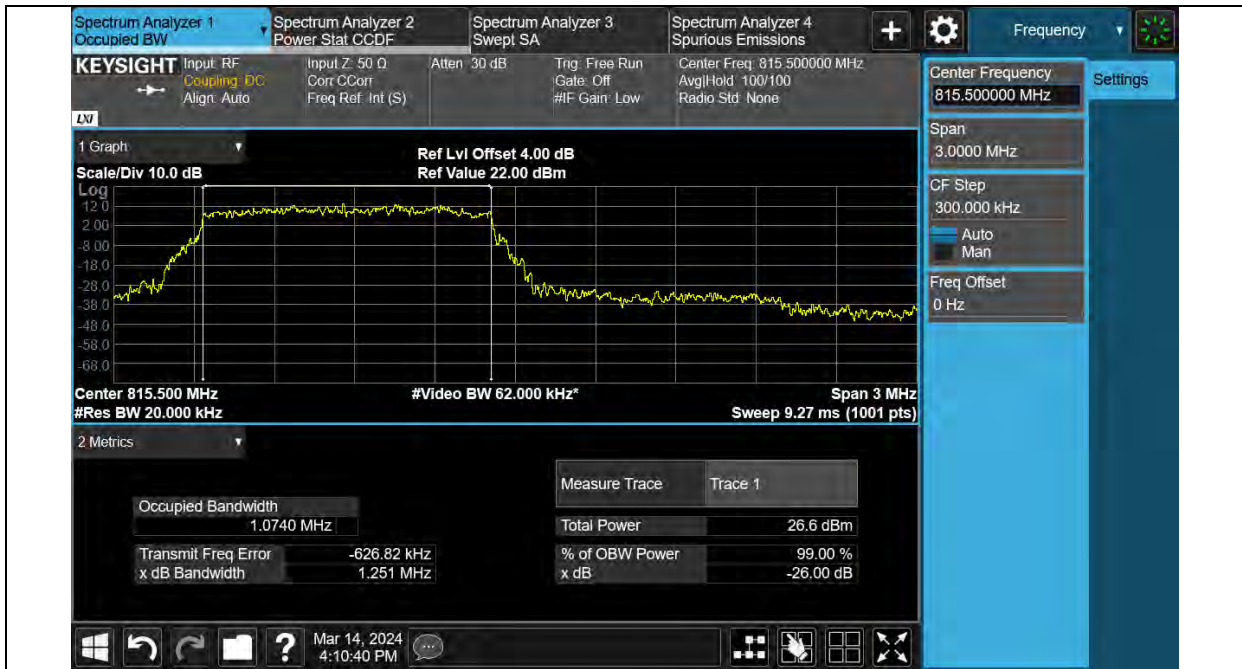 Spectrum Analyzer 1
Occupied BW
Spectrum Analyzer 2
Power Stat CCDF
Spectrum Analyzer 3
Swept SA
Spectrum Analyzer 4
Spurious Emissions
+
Frequency
KEYSIGHT
LXI
Input: RF
Coupling: DC
Align: Auto
Input Z: 50 Ω
Corr CCorr
Freq Ref: Int (S)
Atten: 30 dB
Trig: Free Run
Gate: Off
#IF Gain: Low
Center Freq: 815.500000 MHz
Avg|Hold: 100/100
Radio Std: None
Center Frequency
815.500000 MHz
Settings
Span
3.0000 MHz
CF Step
300.000 kHz
Auto
Man
Freq Offset
0 Hz
1 Graph
Scale/Div 10.0 dB
Ref Lvl Offset 4.00 dB
Ref Value 22.00 dBm
Log
12.0
2.00
-8.00
-18.0
-28.0
-38.0
-48.0
-58.0
-68.0
Center 815.500 MHz
#Video BW 62.000 kHz*
Span 3 MHz
#Res BW 20.000 kHz
Sweep 9.27 ms (1001 pts)
2 Metrics
Measure Trace Trace 1
Occupied Bandwidth
1.0740 MHz
Total Power 26.6 dBm
Transmit Freq Error -626.82 kHz
% of OBW Power 99.00 %
x dB Bandwidth 1.251 MHz
x dB -26.00 dB
?
Mar 14, 2024
4:10:40 PM